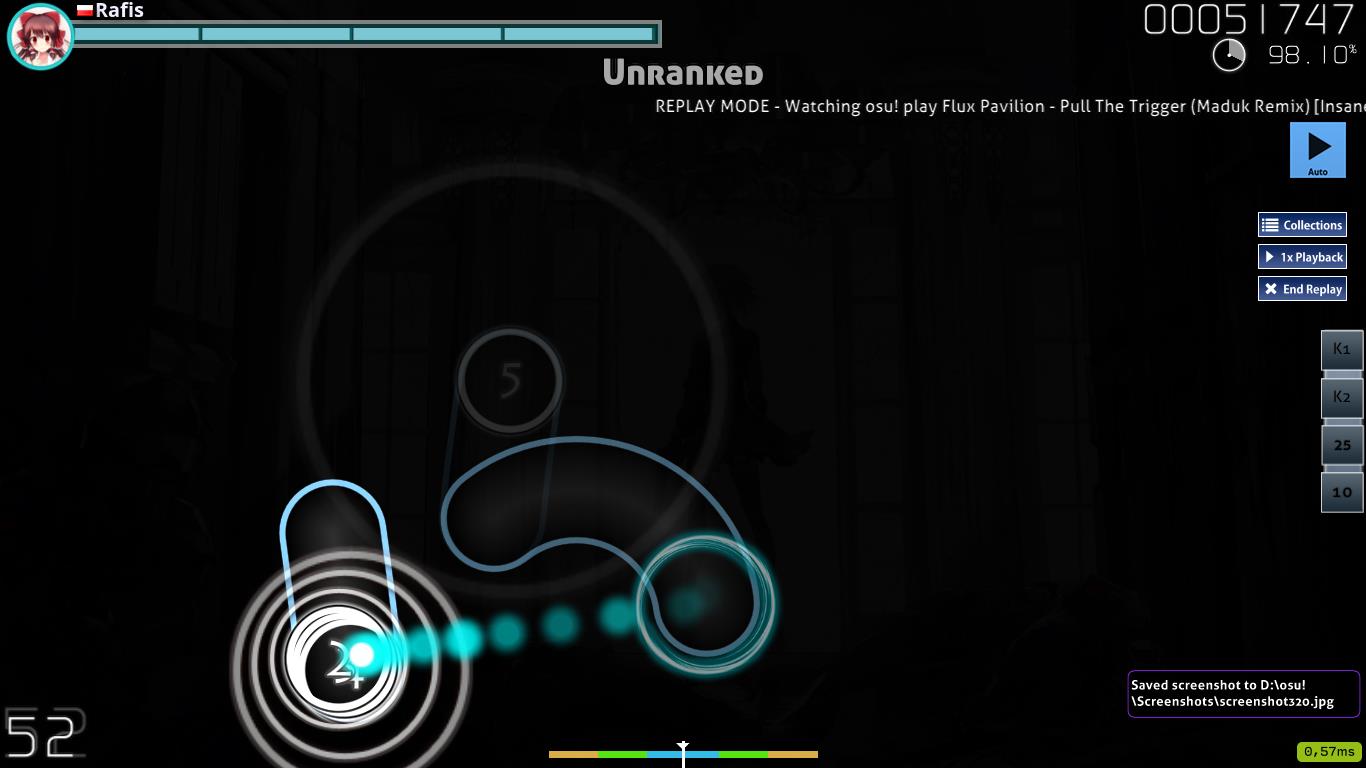 Rafis
00051747
98.10%
Unranked
REPLAY MODE - Watching osu! play Flux Pavilion - Pull The Trigger (Maduk Remix) [Insane
Auto
Collections
1x Playback
End Replay
K1
K2
25
10
5
2
4
Saved screenshot to D:\osu!
\Screenshots\screenshot320.jpg
52
0,57ms